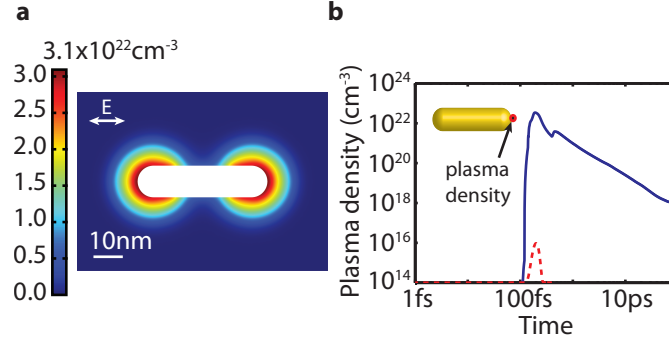 a
3.1x10²²cm⁻³
3.0
2.5
2.0
1.5
1.0
0.5
0.0
E
10nm
b
Plasma density (cm⁻³)
10²⁴
10²²
10²⁰
10¹⁸
10¹⁶
10¹⁴
plasma
density
1fs
100fs
10ps
Time